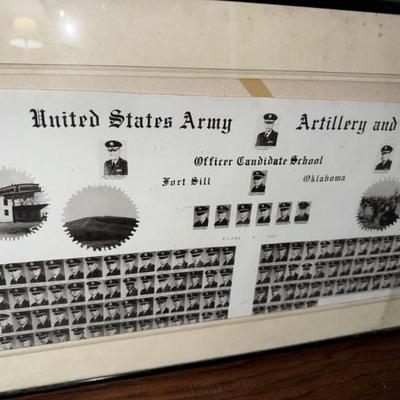 United States Army Artillery and
Officer Candidate School
Fort Sill Oklahoma